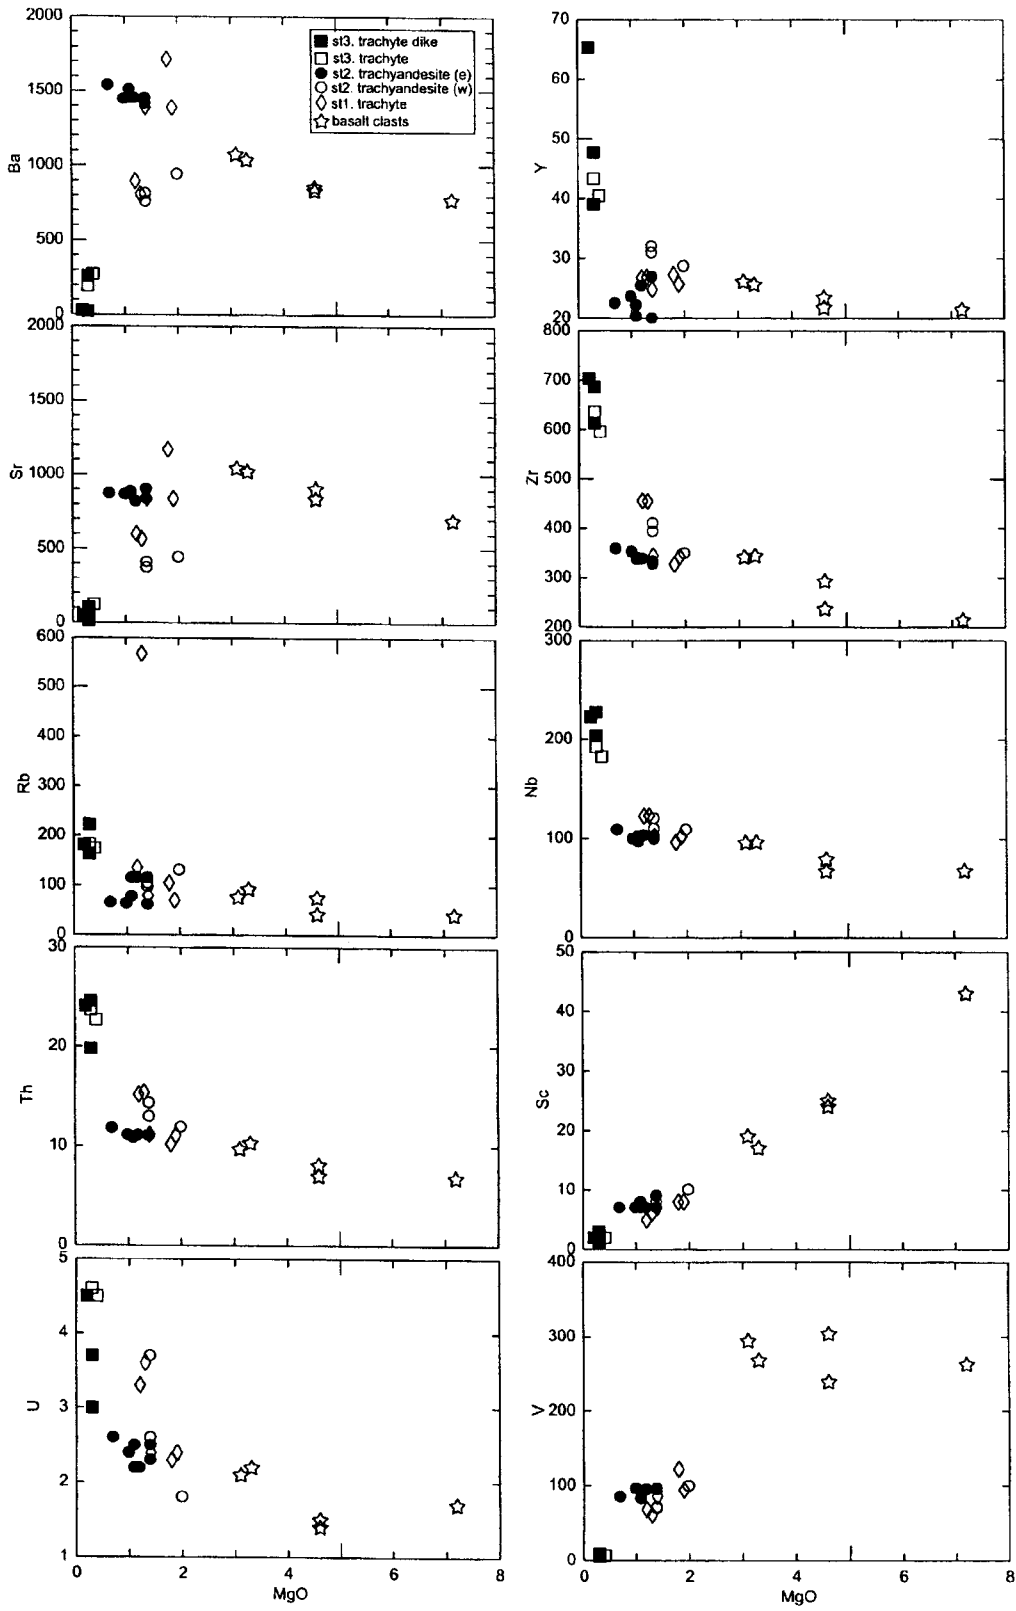 2000
1500
1000
500
0
Ba
st3. trachyte dike
st3. trachyte
st2. trachyandesite (e)
st2. trachyandesite (w)
st1. trachyte
basalt clasts
70
60
50
40
30
20
Y
2000
1500
1000
500
0
Sr
800
700
600
500
400
300
200
Zr
600
500
400
300
200
100
0
Rb
300
200
100
0
Nb
30
20
10
0
Th
50
40
30
20
10
0
Sc
5
4
3
2
1
U
0 2 4 6 8
MgO
400
300
200
100
0
V
0 2 4 6 8
MgO